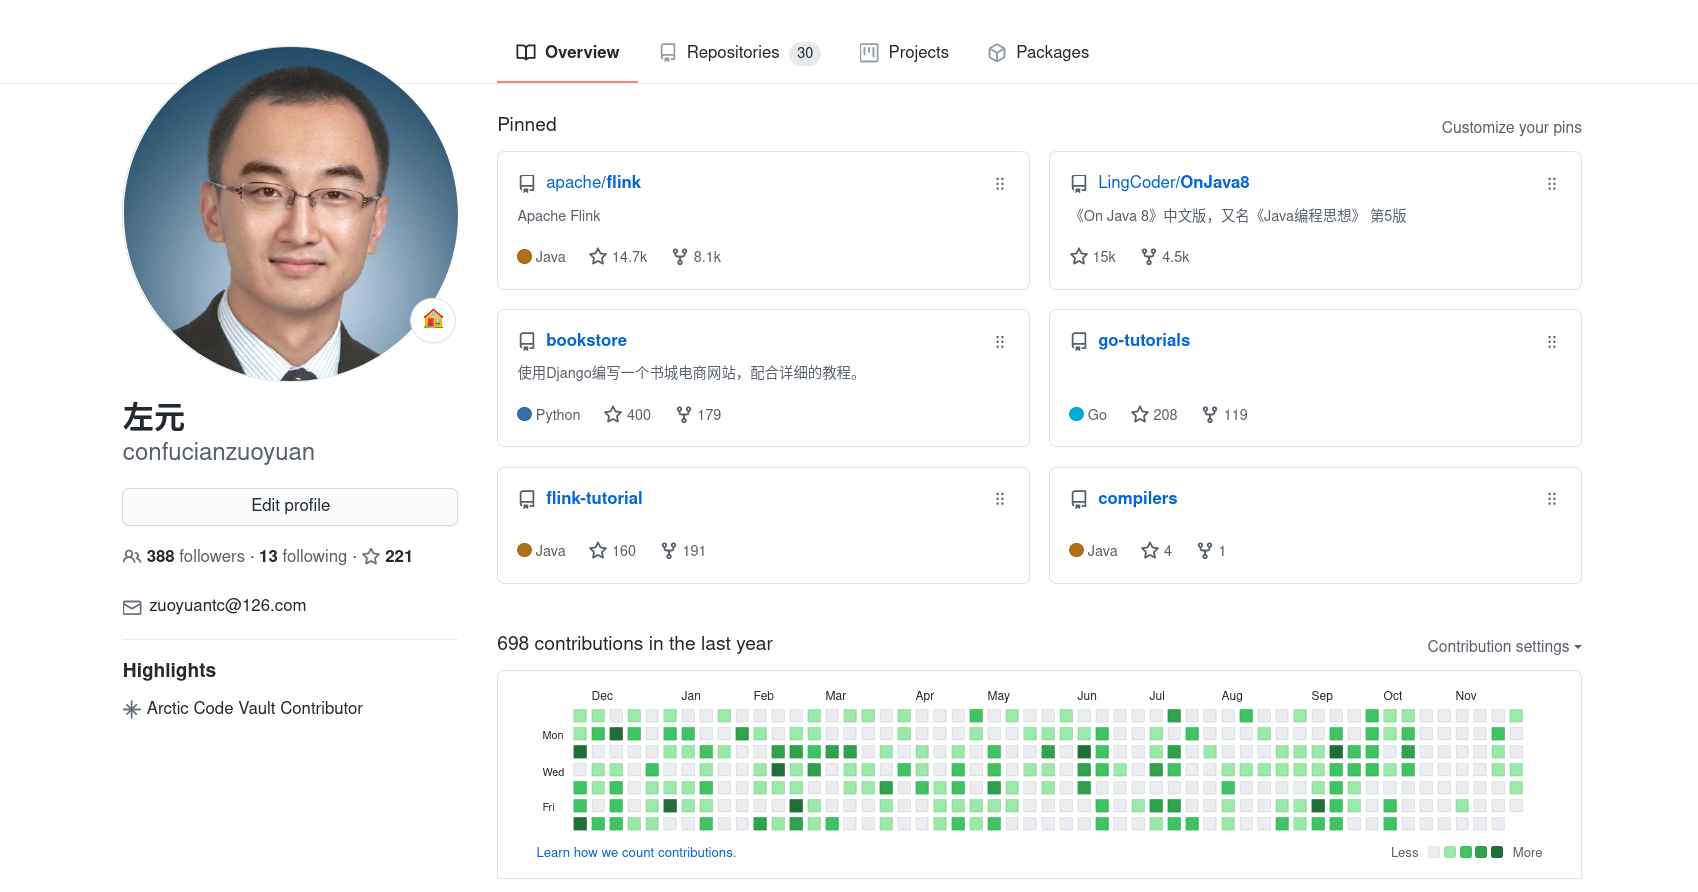 Overview Repositories 30 Projects Packages
左元
confucianzuoyuan
Edit profile
388 followers · 13 following · 221
zuoyuantc@126.com
Highlights
Arctic Code Vault Contributor
Pinned
Customize your pins
apache/flink
Apache Flink
Java 14.7k 8.1k
LingCoder/OnJava8
《On Java 8》中文版，又名《Java编程思想》 第5版
15k 4.5k
bookstore
使用Django编写一个书城电商网站，配合详细的教程。
Python 400 179
go-tutorials
Go 208 119
flink-tutorial
Java 160 191
compilers
Java 4 1
698 contributions in the last year
Contribution settings
Dec Jan Feb Mar Apr May Jun Jul Aug Sep Oct Nov
Mon
Wed
Fri
Learn how we count contributions.
Less More